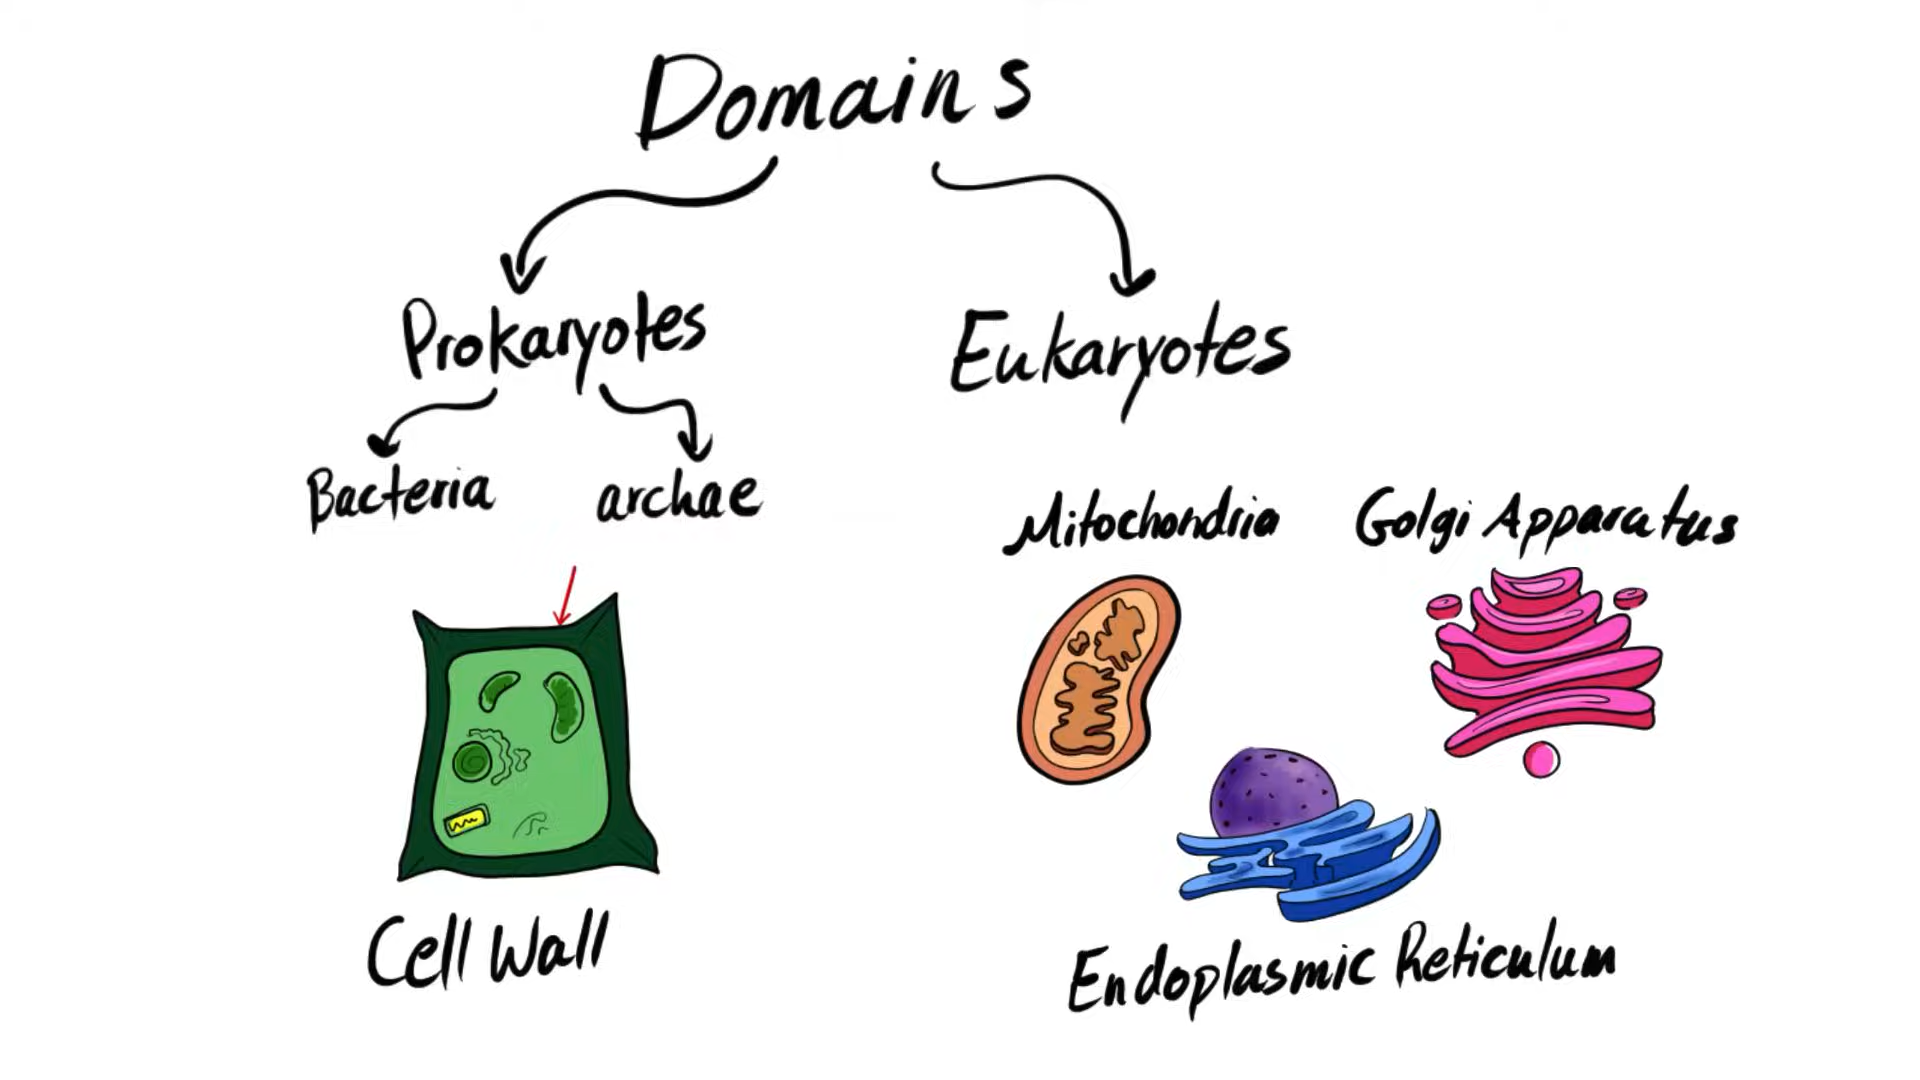 Domains
Prokaryotes
Eukaryotes
Bacteria
archae
Mitochondria
Golgi Apparatus
Cell Wall
Endoplasmic Reticulum